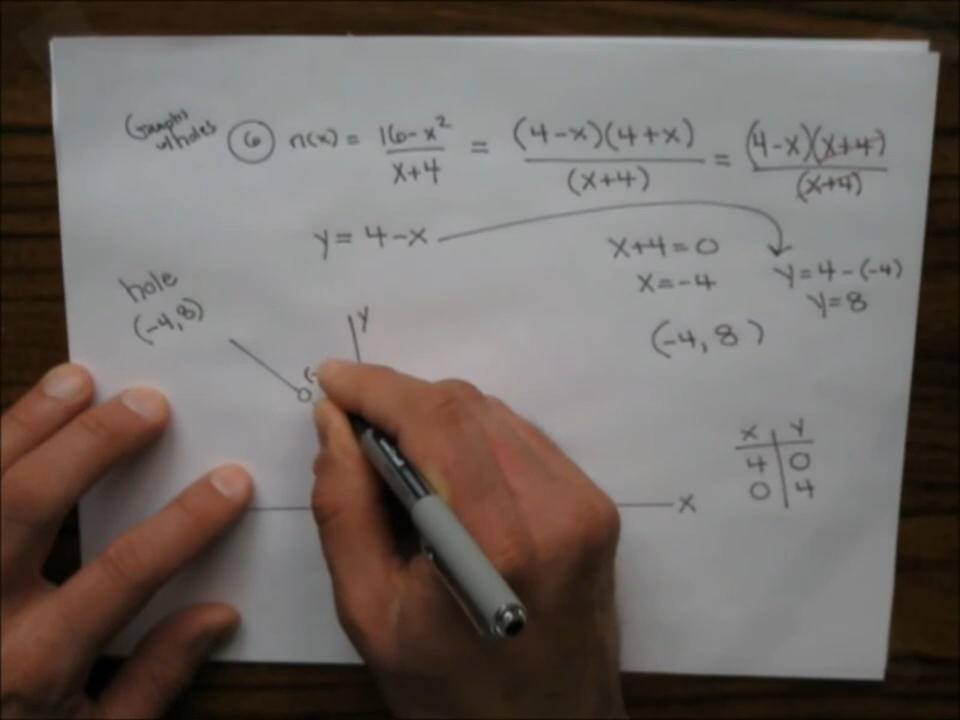 Graphs
w/holes
6 n(x) = 16-x² / x+4 = (4-x)(4+x) / (x+4) = (4-x)(x+4) / (x+4)
y = 4-x
x+4=0
x=-4
y=4-(-4)
y=8
(-4, 8)
hole
(-4,8)
y
(-
x
x y
4 0
0 4